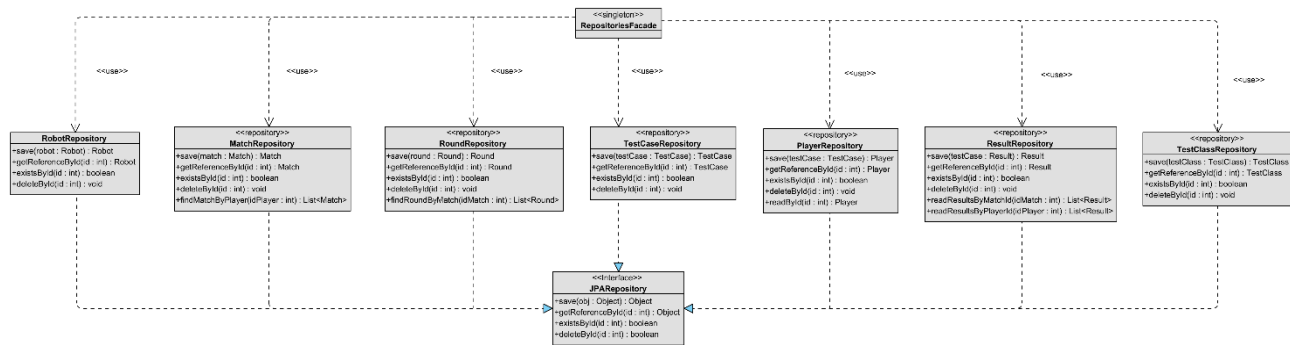 <<singleton>>
RepositoriesFacade
<<use>>
<<use>>
<<use>>
<<use>>
<<use>>
<<use>>
<<use>>
RobotRepository
+save(robot : Robot) : Robot
+getReferenceById(id : int) : Robot
+existsById(id : int) : boolean
+deleteById(id : int) : void
<<repository>>
MatchRepository
+save(match : Match) : Match
+getReferenceById(id : int) : Match
+existsById(id : int) : boolean
+deleteById(id : int) : void
+findMatchByPlayer(idPlayer : int) : List<Match>
<<repository>>
RoundRepository
+save(round : Round) : Round
+getReferenceById(id : int) : Round
+existsById(id : int) : boolean
+deleteById(id : int) : void
+findRoundByMatch(idMatch : int) : List<Round>
<<repository>>
TestCaseRepository
+save(testCase : TestCase) : TestCase
+getReferenceById(id : int) : TestCase
+existsById(id : int) : boolean
+deleteById(id : int) : void
<<repository>>
PlayerRepository
+save(testCase : TestCase) : Player
+getReferenceById(id : int) : Player
+existsById(id : int) : boolean
+deleteById(id : int) : void
+readById(id : int) : Player
<<repository>>
ResultRepository
+save(testCase : Result) : Result
+getReferenceById(id : int) : Result
+existsById(id : int) : boolean
+deleteById(id : int) : void
+readResultsByMatchId(idMatch : int) : List<Result>
+readResultsByPlayerId(idPlayer : int) : List<Result>
<<repository>>
TestClassRepository
+save(testClass : TestClass) : TestClass
+getReferenceById(id : int) : TestClass
+existsById(id : int) : boolean
+deleteById(id : int) : void
<<Interface>>
JPARepository
+save(obj : Object) : Object
+getReferenceById(id : int) : Object
+existsById(id : int) : boolean
+deleteById(id : int) : boolean